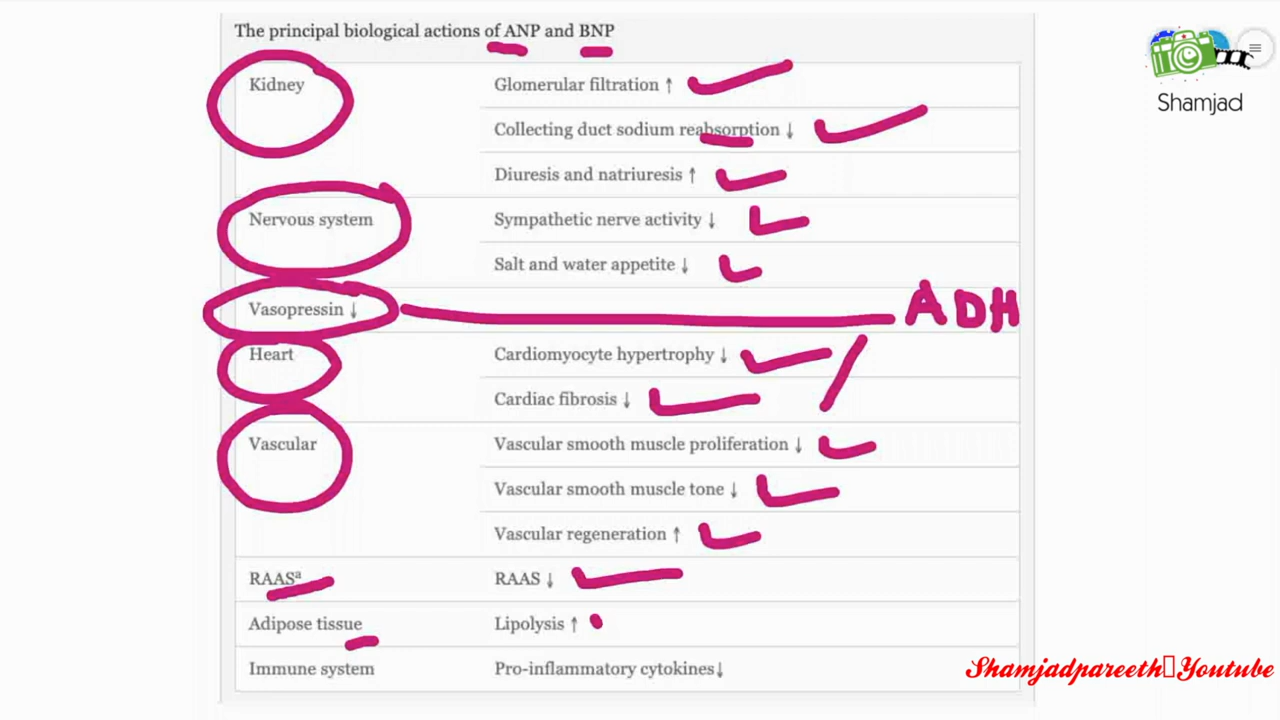 The principal biological actions of ANP and BNP
Shamjad
Kidney Glomerular filtration ↑
Collecting duct sodium reabsorption ↓
Diuresis and natriuresis ↑
Nervous system Sympathetic nerve activity ↓
Salt and water appetite ↓
Vasopressin ↓ ADH
Heart Cardiomyocyte hypertrophy ↓
Cardiac fibrosis ↓
Vascular Vascular smooth muscle proliferation ↓
Vascular smooth muscle tone ↓
Vascular regeneration ↑
RAASª RAAS ↓
Adipose tissue Lipolysis ↑
Immune system Pro-inflammatory cytokines↓
Shamjadpareeth Youtube